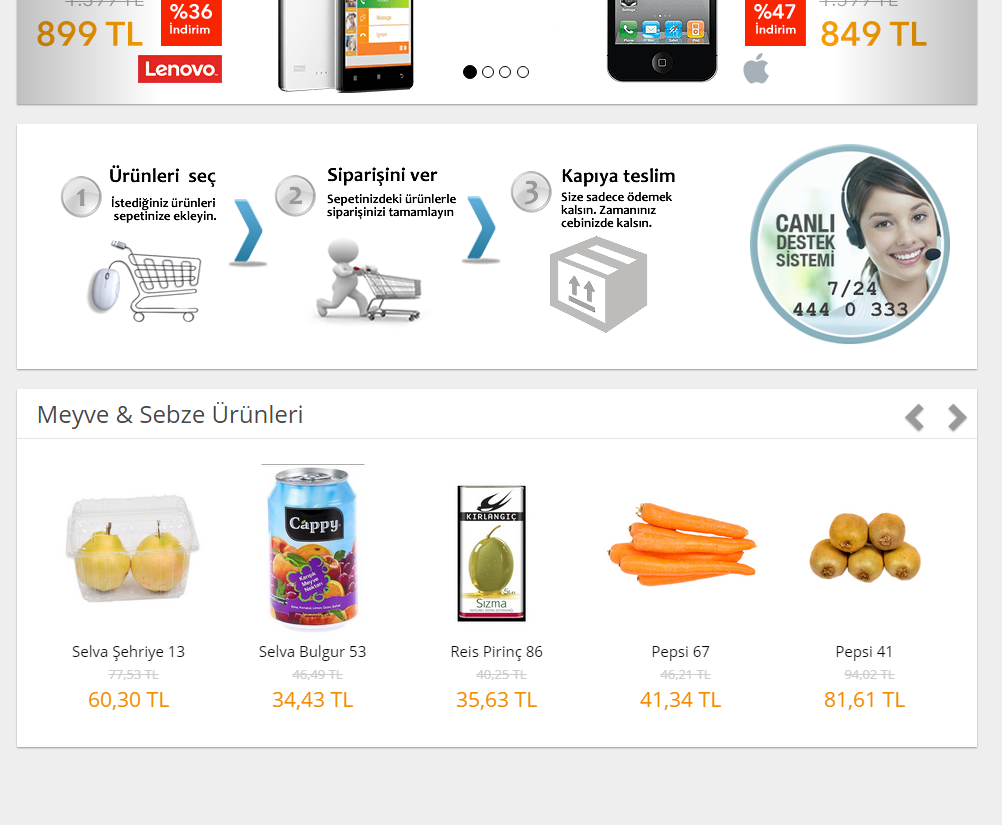 %36
İndirim
899 TL
Lenovo
%47
İndirim
849 TL
1
Ürünleri seç
İstediğiniz ürünleri
sepetinize ekleyin.
2
Siparişini ver
Sepetinizdeki ürünlerle
siparişinizi tamamlayın
3
Kapıya teslim
Size sadece ödemek
kalsın. Zamanınız
cebinizde kalsın.
CANLI
DESTEK
SİSTEMİ
7/24
444 0 333
Meyve & Sebze Ürünleri
Cappy
Karışık
Meyve
Nektarı
KIRLANGIÇ
Sızma
Selva Şehriye 13
77,53 TL
60,30 TL
Selva Bulgur 53
46,49 TL
34,43 TL
Reis Pirinç 86
40,25 TL
35,63 TL
Pepsi 67
46,21 TL
41,34 TL
Pepsi 41
94,02 TL
81,61 TL